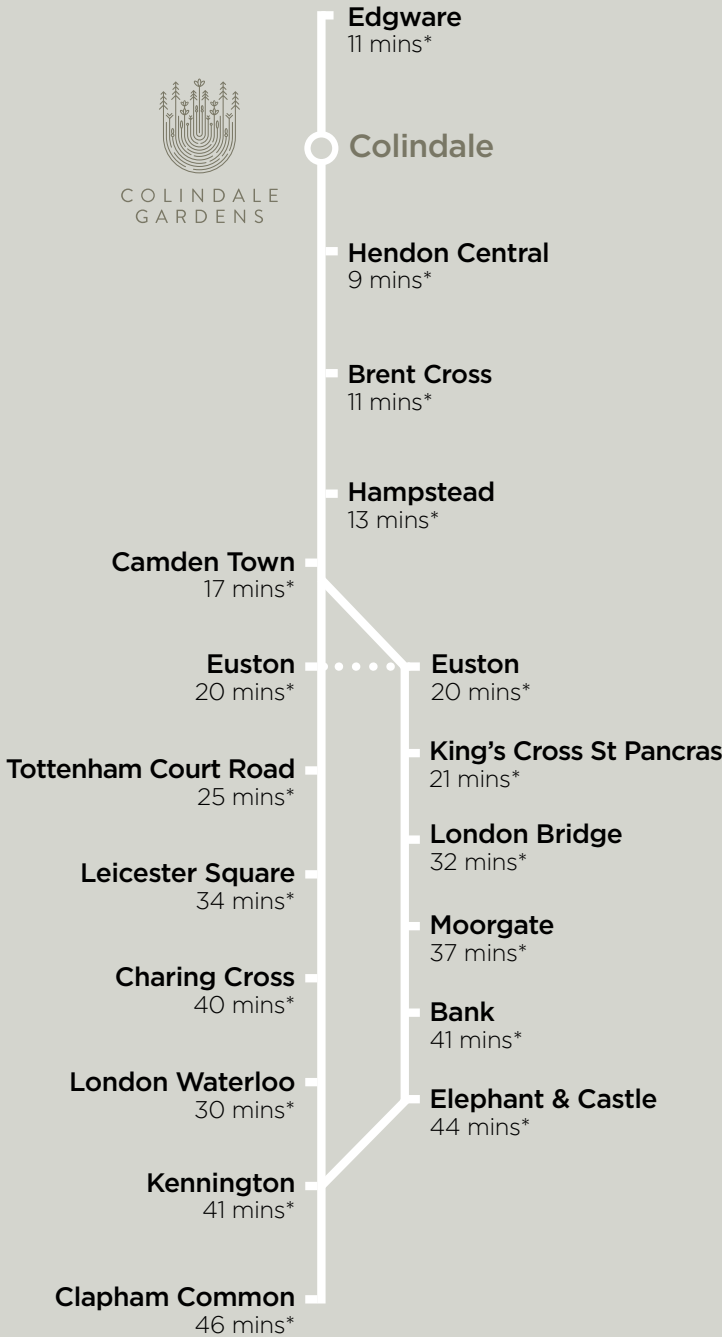 Edgware
11 mins*
COLINDALE
GARDENS
Colindale
Hendon Central
9 mins*
Brent Cross
11 mins*
Hampstead
13 mins*
Camden Town
17 mins*
Euston
20 mins*
Euston
20 mins*
King’s Cross St Pancras
21 mins*
Tottenham Court Road
25 mins*
London Bridge
32 mins*
Leicester Square
34 mins*
Moorgate
37 mins*
Charing Cross
40 mins*
Bank
41 mins*
London Waterloo
30 mins*
Elephant & Castle
44 mins*
Kennington
41 mins*
Clapham Common
46 mins*